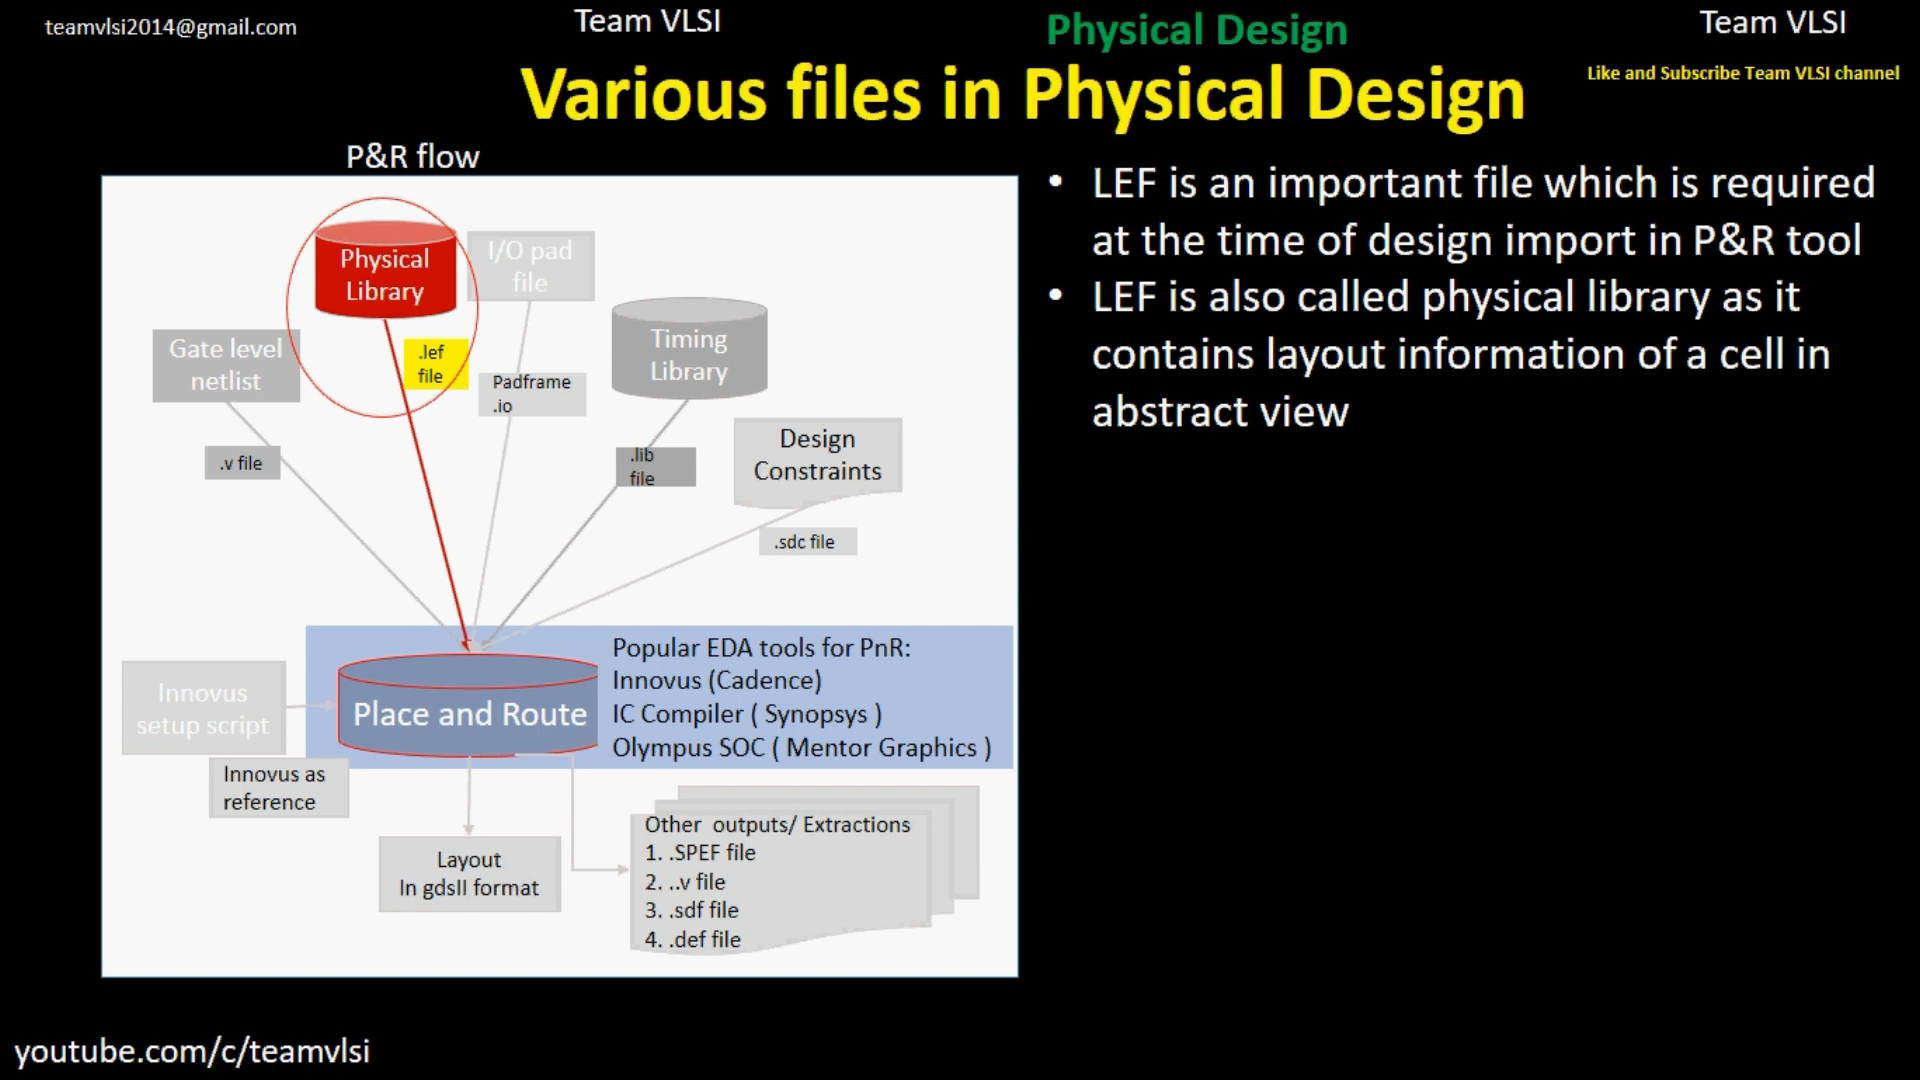 teamvlsi2014@gmail.com
Team VLSI
Physical Design
Team VLSI
Various files in Physical Design
Like and Subscribe Team VLSI channel
P&R flow
Physical
Library
I/O pad
file
Gate level
netlist
.lef
file
Padframe
.io
Timing
Library
.v file
.lib
file
Design
Constraints
.sdc file
Innovus
setup script
Place and Route
Popular EDA tools for PnR:
Innovus (Cadence)
IC Compiler ( Synopsys )
Olympus SOC ( Mentor Graphics )
Innovus as
reference
Layout
In gdsII format
Other outputs/ Extractions
1. .SPEF file
2. ..v file
3. .sdf file
4. .def file
• LEF is an important file which is required
at the time of design import in P&R tool
• LEF is also called physical library as it
contains layout information of a cell in
abstract view
youtube.com/c/teamvlsi